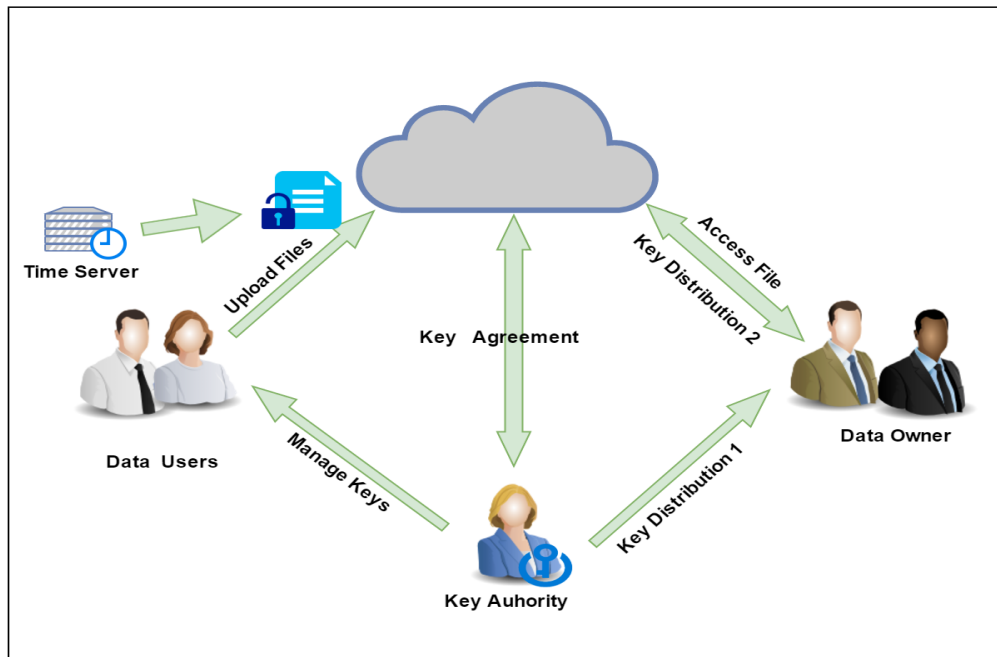 Time Server
Upload Files
Access File
Key Distribution 2
Key Agreement
Data Users
Data Owner
Manage Keys
Key Distribution 1
Key Auhority